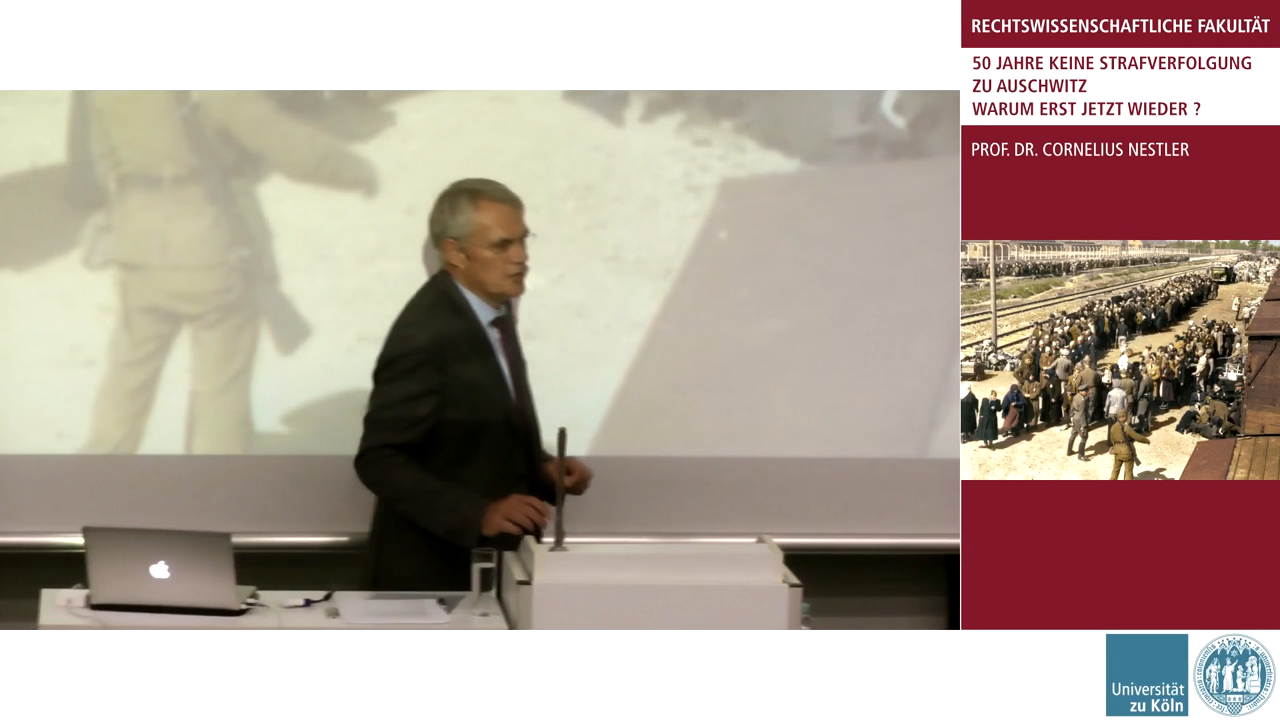 RECHTSWISSENSCHAFTLICHE FAKULTÄT
50 JAHRE KEINE STRAFVERFOLGUNG
ZU AUSCHWITZ
WARUM ERST JETZT WIEDER ?
PROF. DR. CORNELIUS NESTLER
Universität
zu Köln